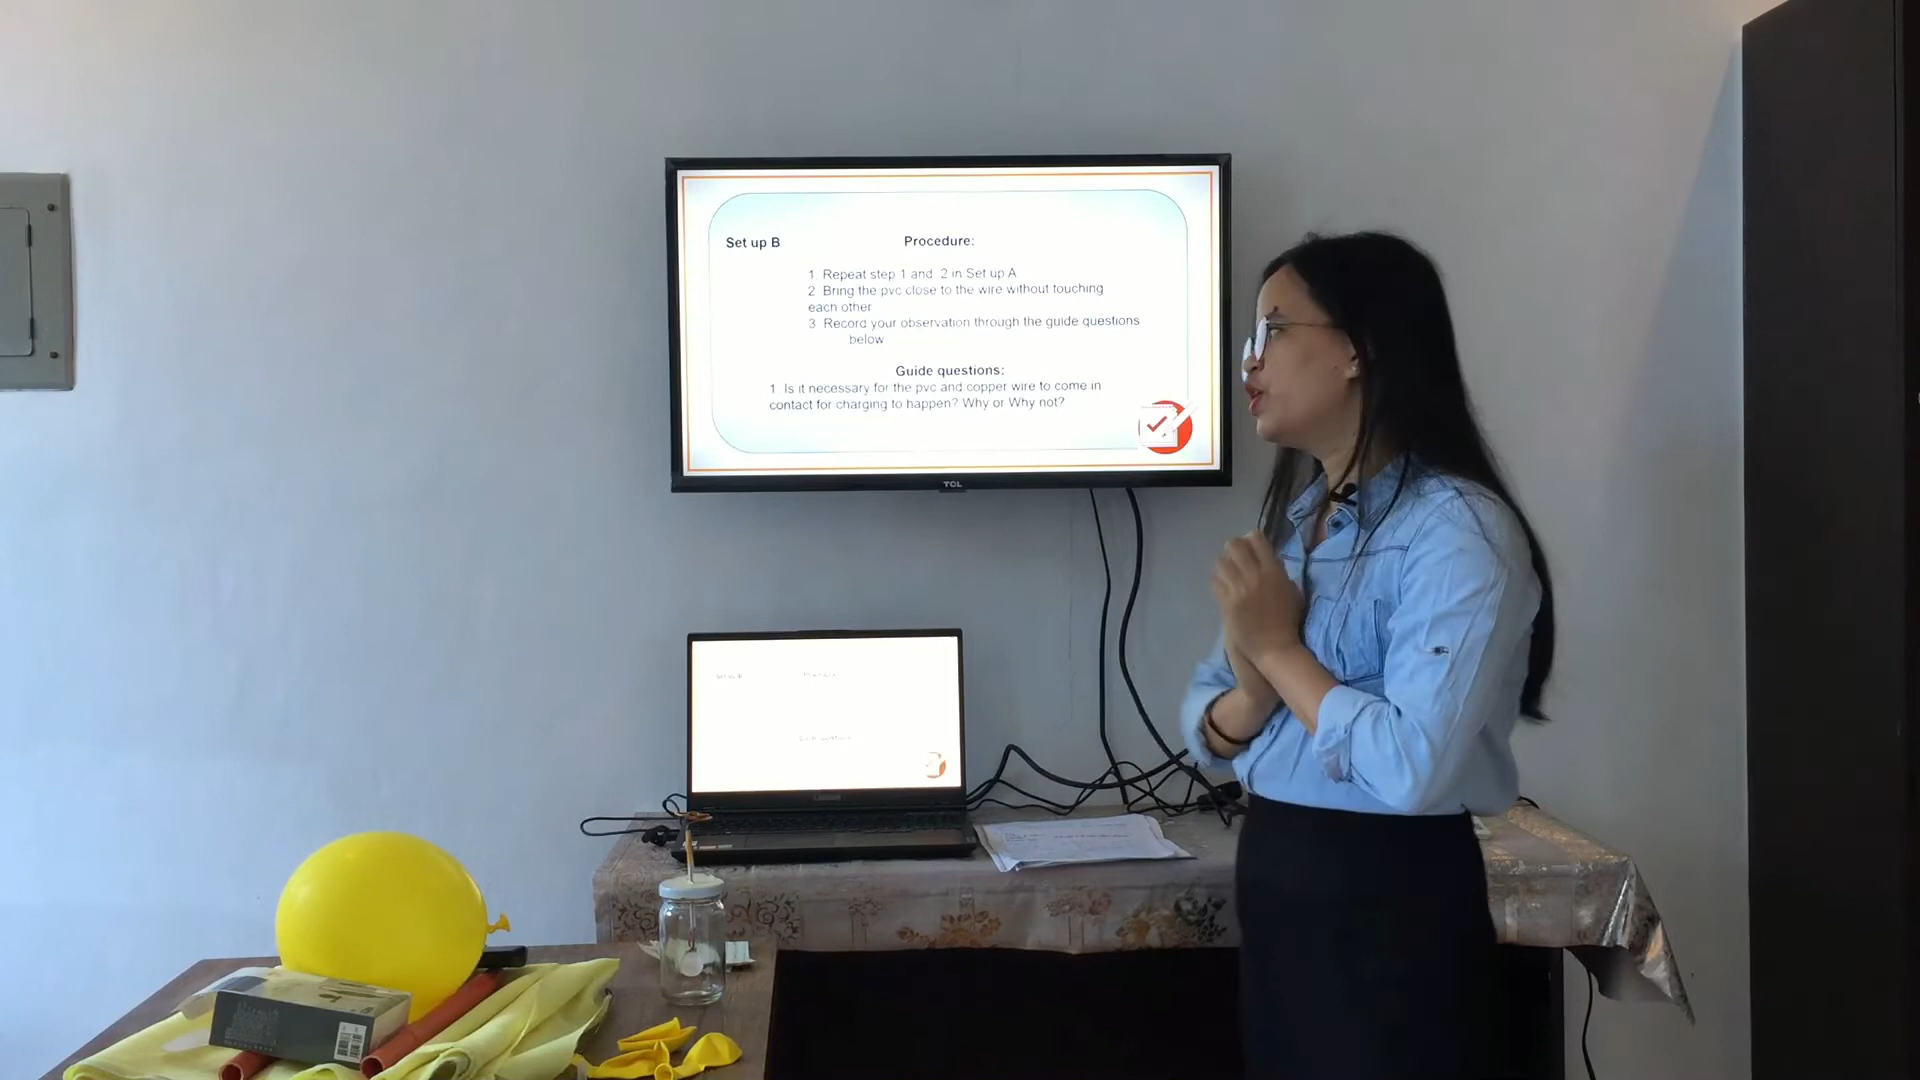 Set up B
Procedure:
1 Repeat step 1 and 2 in Set up A
2 Bring the pvc close to the wire without touching
each other
3 Record your observation through the guide questions
below
Guide questions:
1 Is it necessary for the pvc and copper wire to come in
contact for charging to happen? Why or Why not?
TCL